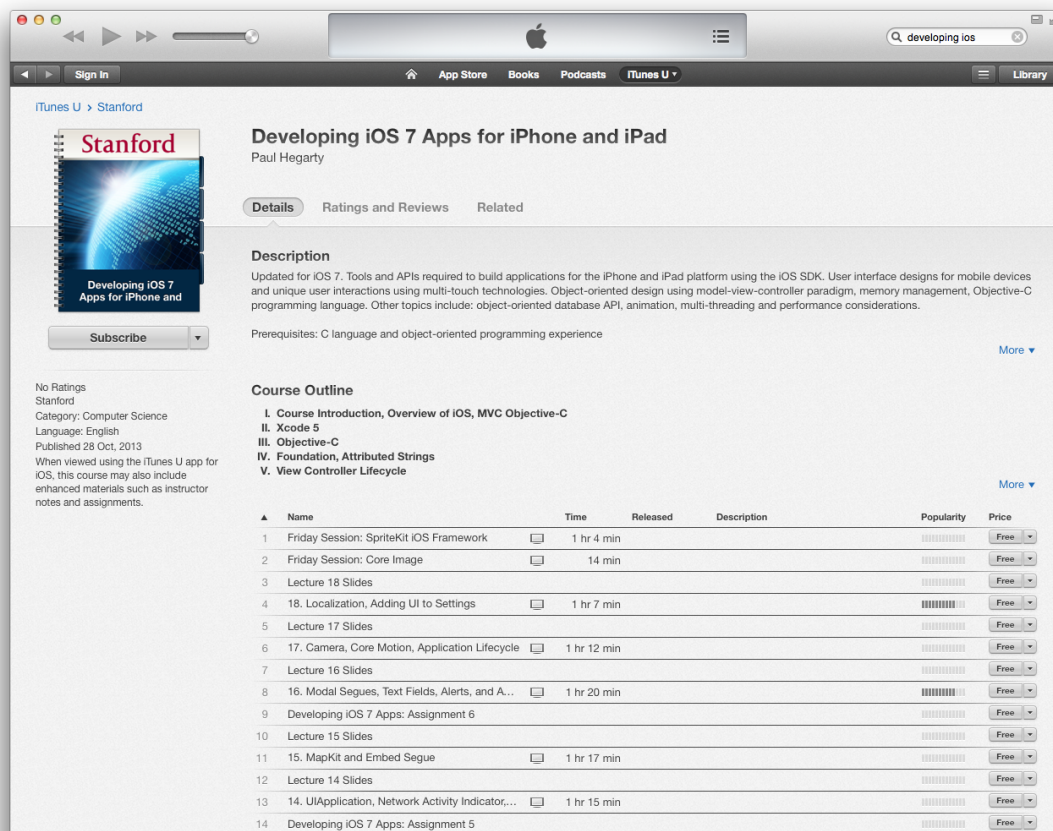 developing ios
Sign In
App Store Books Podcasts iTunes U
Library
iTunes U > Stanford
Stanford
Developing iOS 7
Apps for iPhone and
Subscribe
No Ratings
Stanford
Category: Computer Science
Language: English
Published 28 Oct, 2013
When viewed using the iTunes U app for
iOS, this course may also include
enhanced materials such as instructor
notes and assignments.
Developing iOS 7 Apps for iPhone and iPad
Paul Hegarty
Details Ratings and Reviews Related
Description
Updated for iOS 7. Tools and APIs required to build applications for the iPhone and iPad platform using the iOS SDK. User interface designs for mobile devices
and unique user interactions using multi-touch technologies. Object-oriented design using model-view-controller paradigm, memory management, Objective-C
programming language. Other topics include: object-oriented database API, animation, multi-threading and performance considerations.
Prerequisites: C language and object-oriented programming experience
More
Course Outline
I. Course Introduction, Overview of iOS, MVC Objective-C
II. Xcode 5
III. Objective-C
IV. Foundation, Attributed Strings
V. View Controller Lifecycle
More
Name Time Released Description Popularity Price
1 Friday Session: SpriteKit iOS Framework 1 hr 4 min Free
2 Friday Session: Core Image 14 min Free
3 Lecture 18 Slides Free
4 18. Localization, Adding UI to Settings 1 hr 7 min Free
5 Lecture 17 Slides Free
6 17. Camera, Core Motion, Application Lifecycle 1 hr 12 min Free
7 Lecture 16 Slides Free
8 16. Modal Segues, Text Fields, Alerts, and A... 1 hr 20 min Free
9 Developing iOS 7 Apps: Assignment 6 Free
10 Lecture 15 Slides Free
11 15. MapKit and Embed Segue 1 hr 17 min Free
12 Lecture 14 Slides Free
13 14. UIApplication, Network Activity Indicator,... 1 hr 15 min Free
14 Developing iOS 7 Apps: Assignment 5 Free